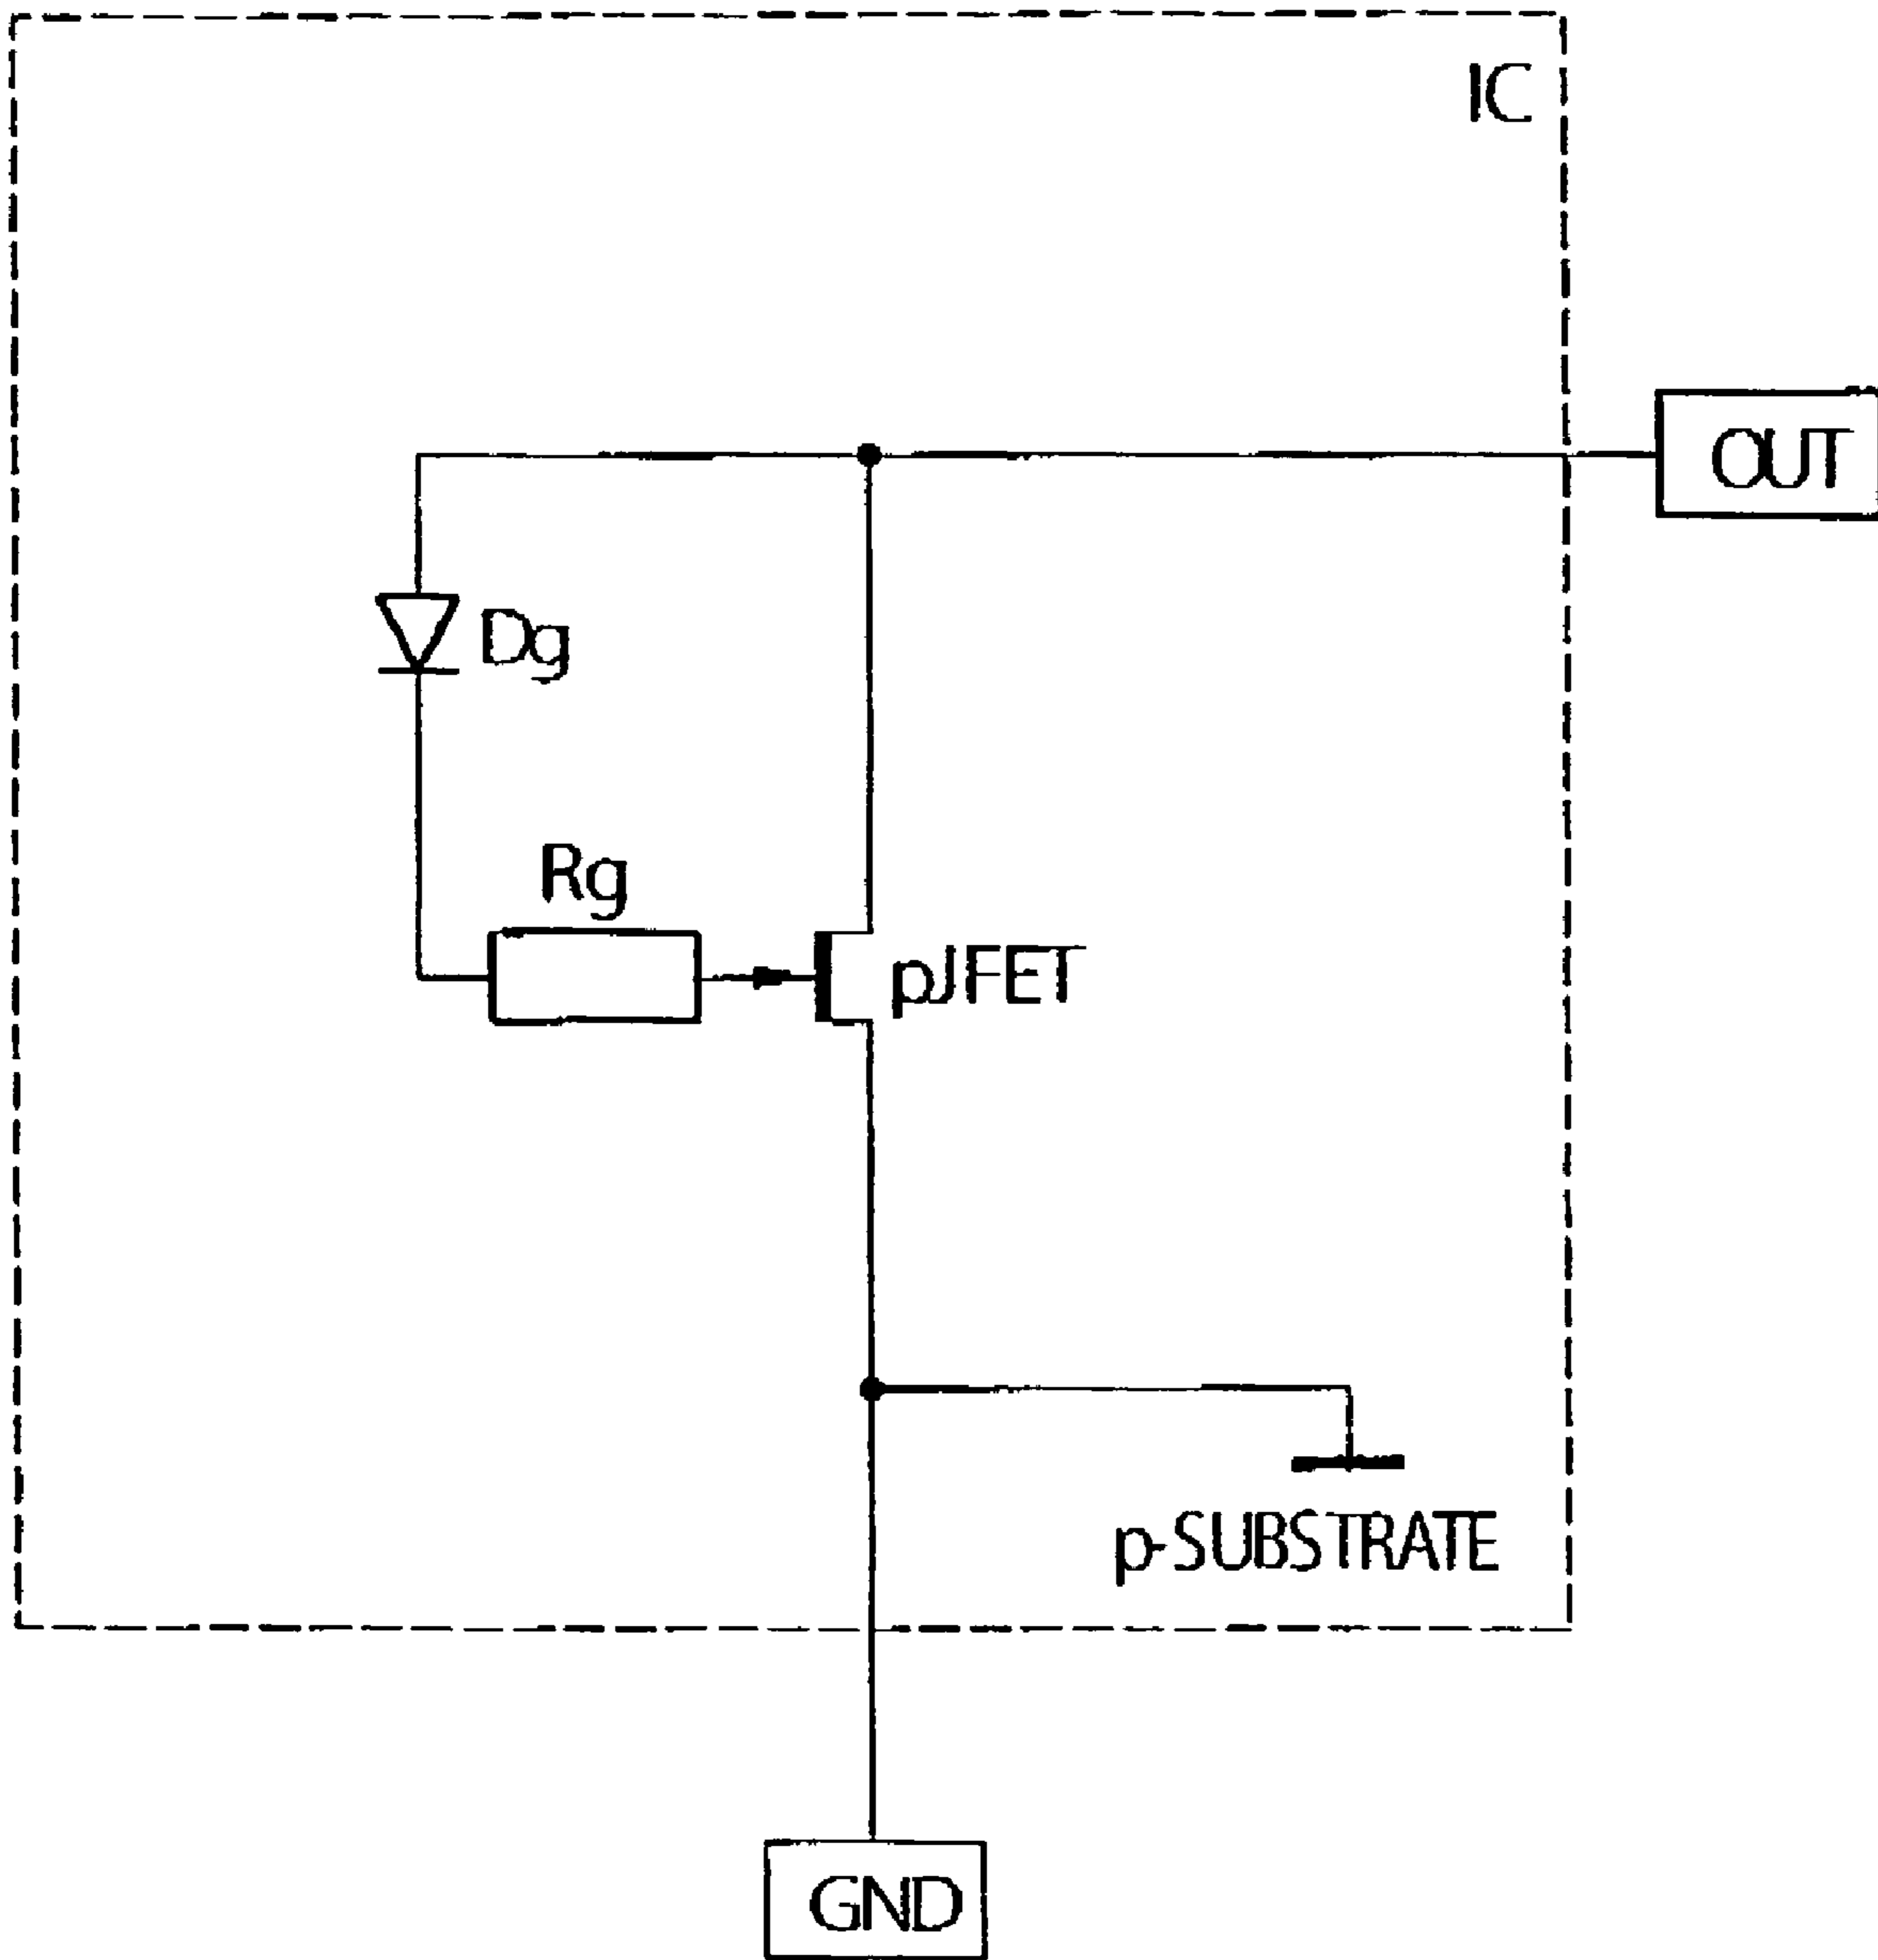 IC
OUT
Dg
Rg
pJFET
p-SUBSTRATE
GND